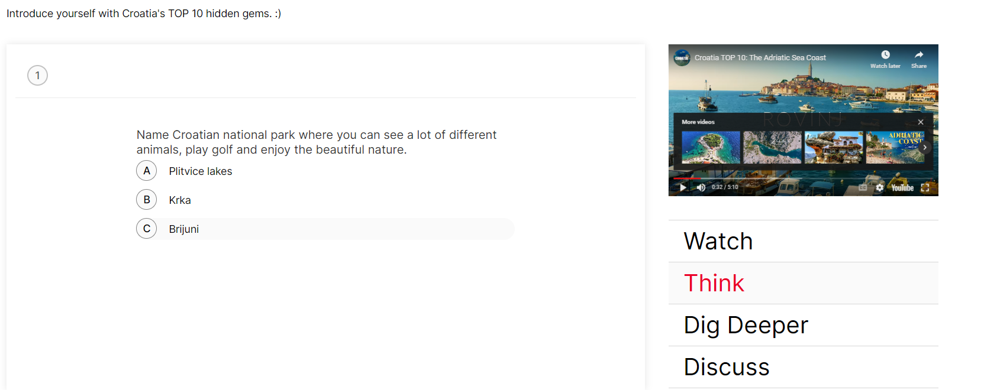 Introduce yourself with Croatia's TOP 10 hidden gems. :)
1
Name Croatian national park where you can see a lot of different
animals, play golf and enjoy the beautiful nature.
A Plitvice lakes
B Krka
C Brijuni
CROATIA
Croatia TOP 10: The Adriatic Sea Coast
Watch later
Share
ROVINJ
More videos
ADRIATIC
COAST
0:32 / 5:10
CC
YouTube
Watch
Think
Dig Deeper
Discuss